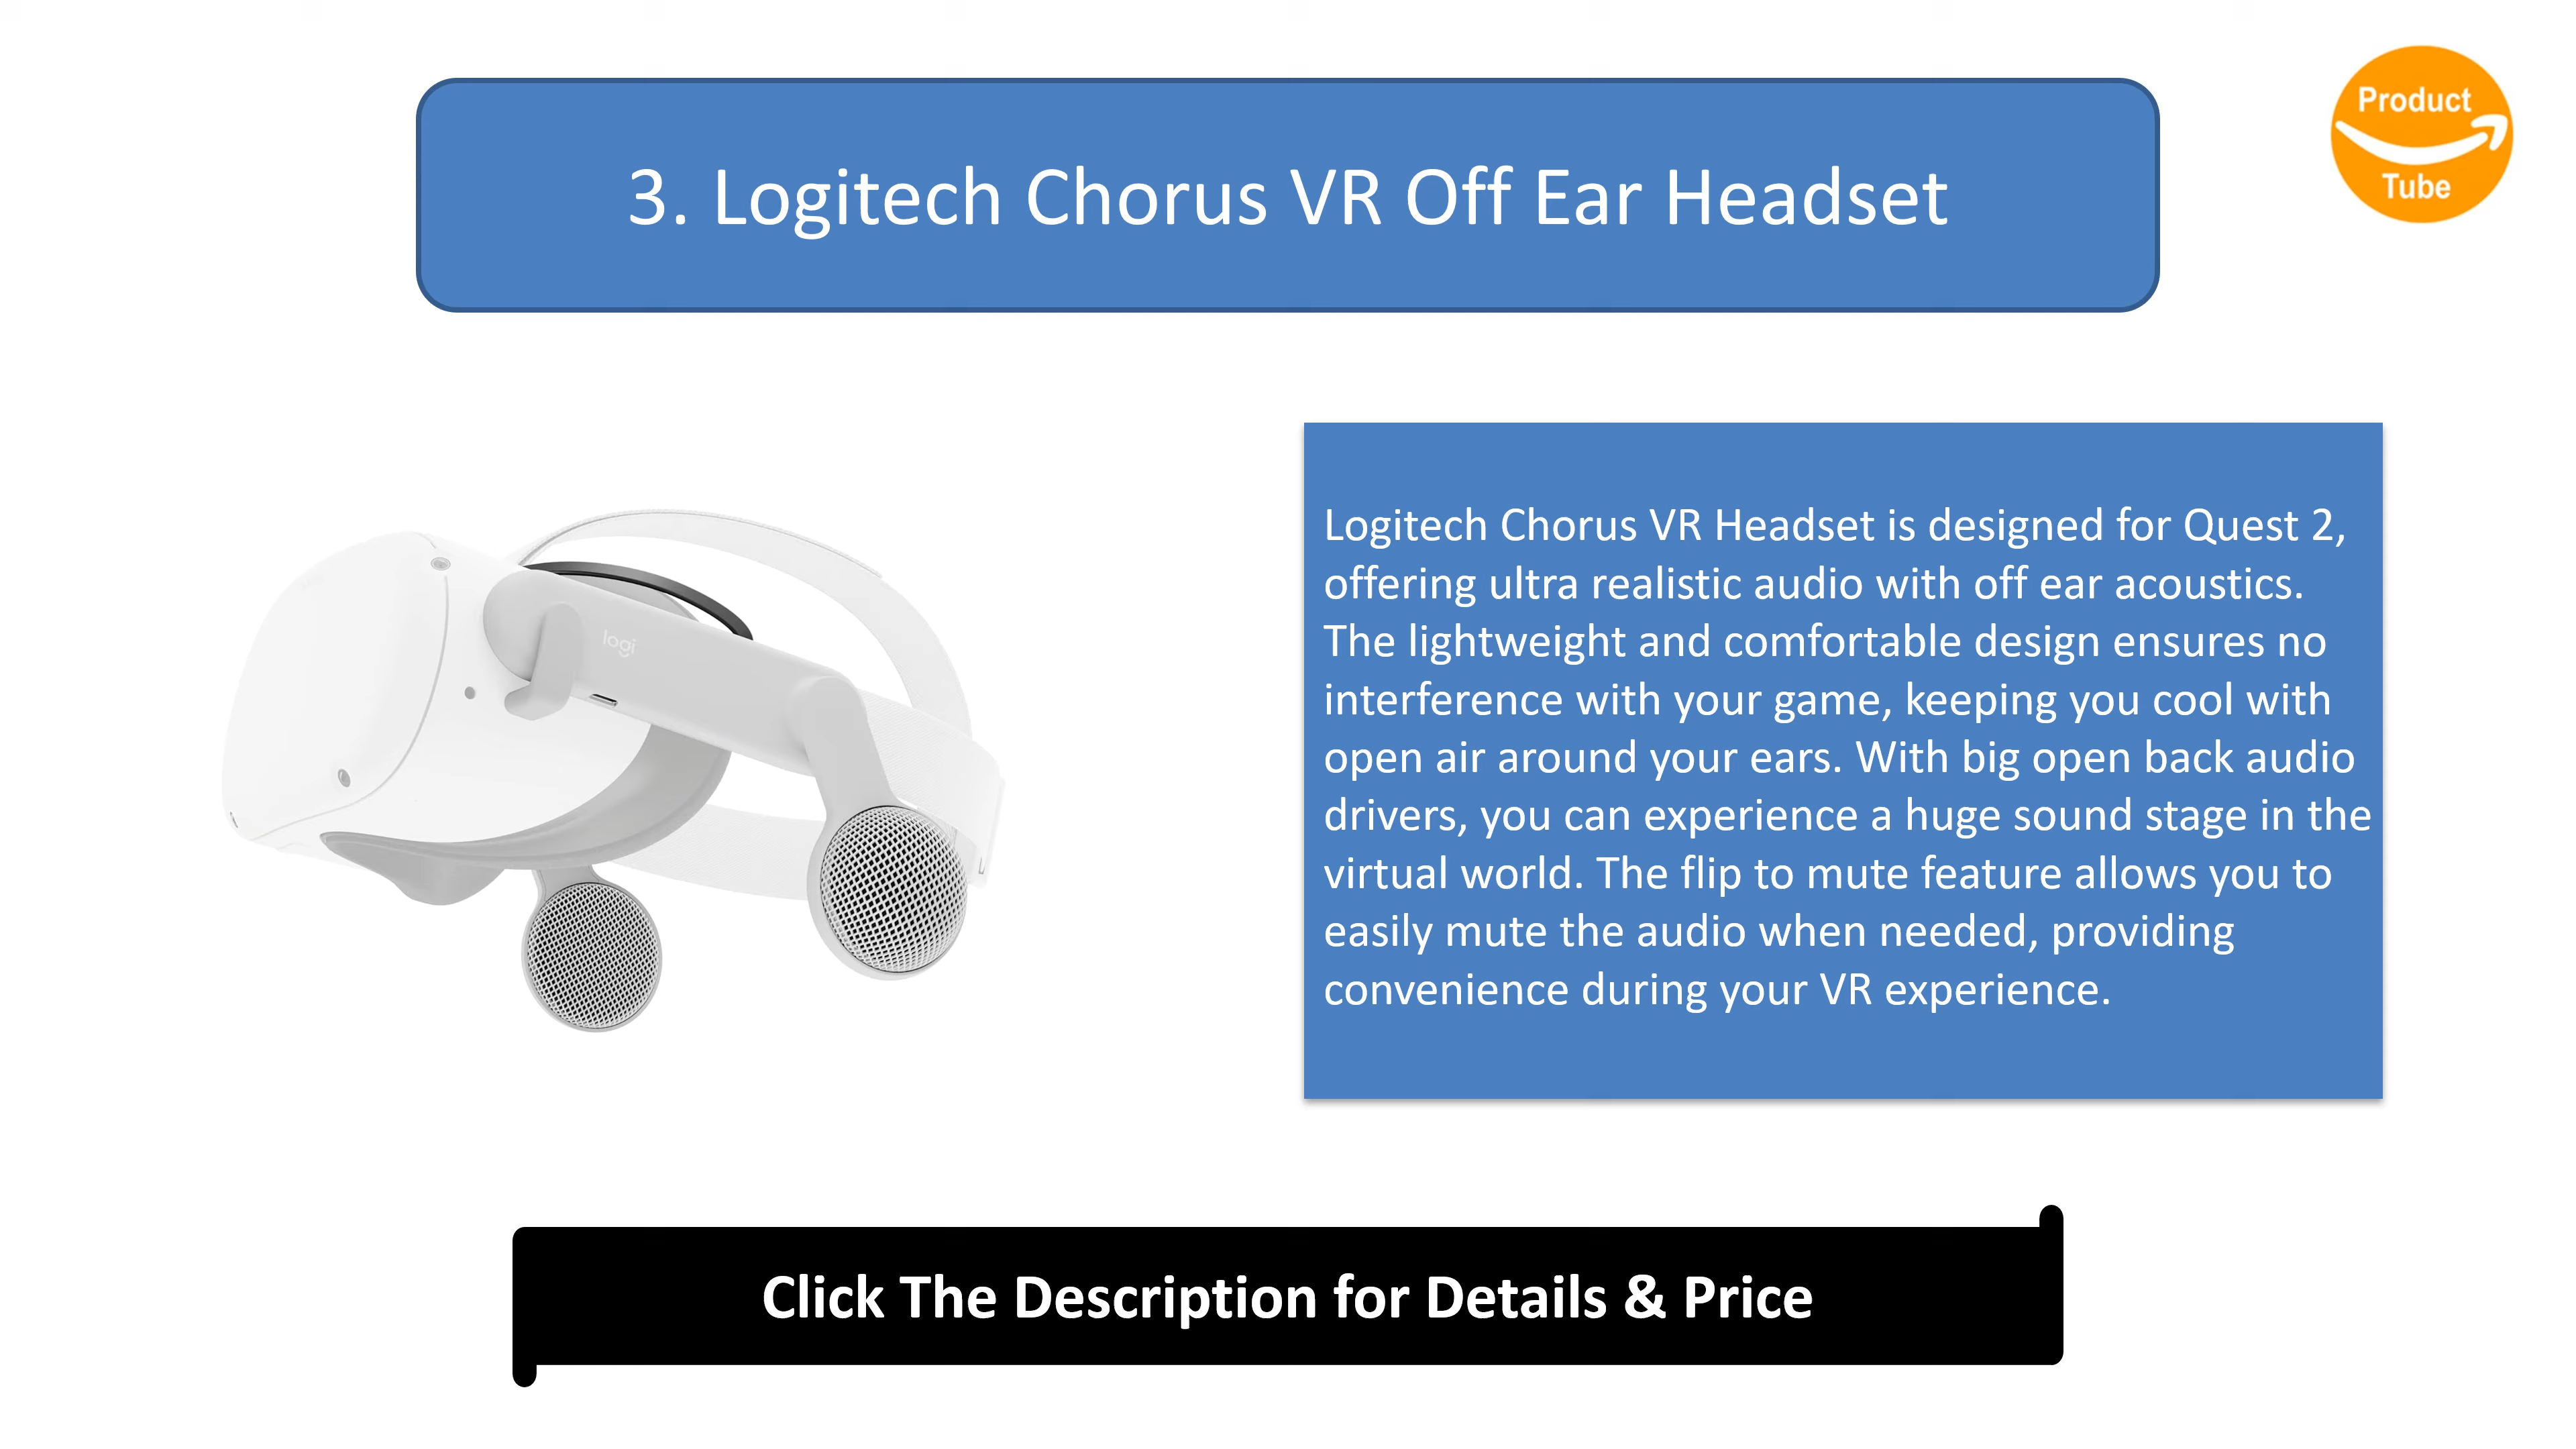 Product
Tube
3. Logitech Chorus VR Off Ear Headset
logi
Logitech Chorus VR Headset is designed for Quest 2,
offering ultra realistic audio with off ear acoustics.
The lightweight and comfortable design ensures no
interference with your game, keeping you cool with
open air around your ears. With big open back audio
drivers, you can experience a huge sound stage in the
virtual world. The flip to mute feature allows you to
easily mute the audio when needed, providing
convenience during your VR experience.
L
Click The Description for Details & Price